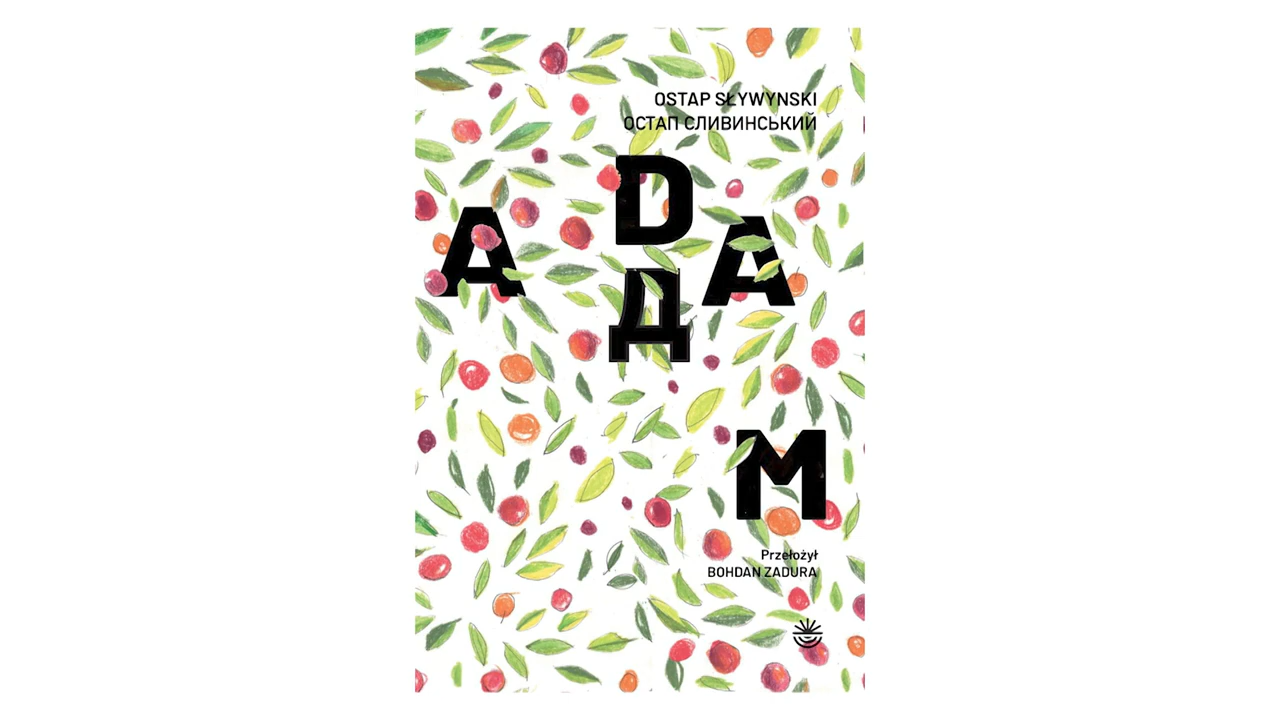 OSTAP SŁYWYNSKI
ОСТАП СЛИВИНСЬКИЙ
A D A
Д
M
Przełożył
BOHDAN ZADURA